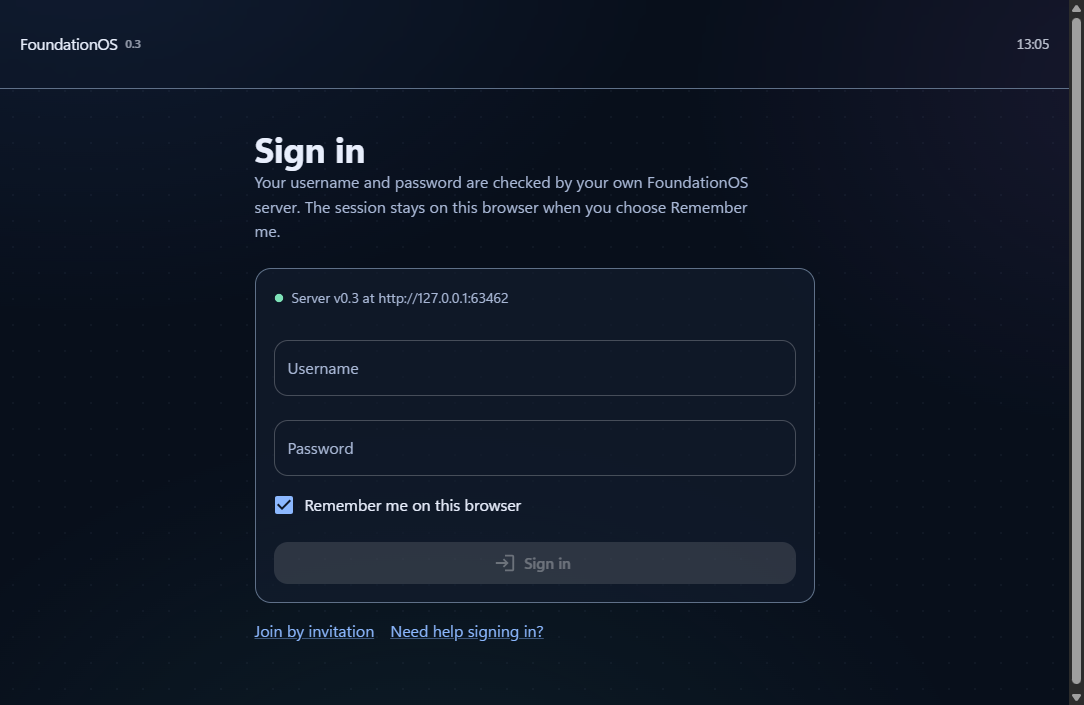 FoundationOS 0.3
13:05
Sign in
Your username and password are checked by your own FoundationOS
server. The session stays on this browser when you choose Remember
me.
Server v0.3 at http://127.0.0.1:63462
Username
Password
Remember me on this browser
Sign in
Join by invitation Need help signing in?